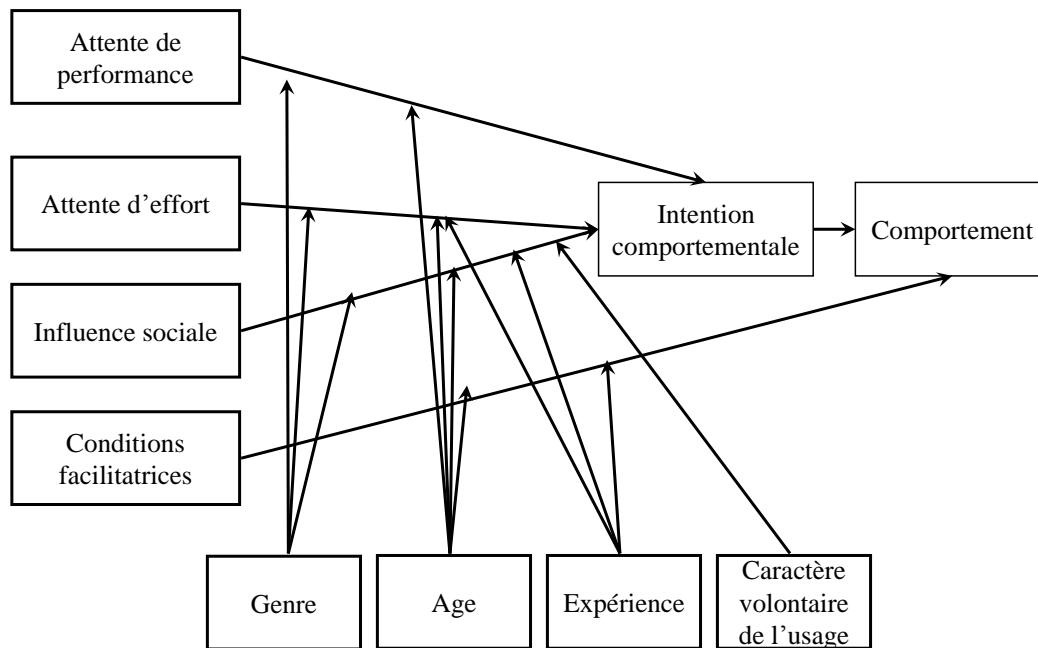 Attente de
performance
Attente d’effort
Influence sociale
Conditions
facilitatrices
Intention
comportementale
Comportement
Genre
Age
Expérience
Caractère
volontaire
de l’usage